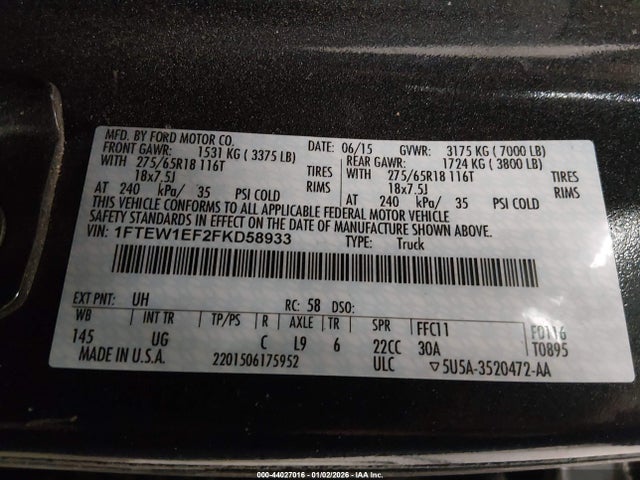 MFD. BY FORD MOTOR CO.
DATE: 06/15 GVWR: 3175 KG ( 7000 LB)
FRONT GAWR: 1531 KG ( 3375 LB) REAR GAWR: 1724 KG ( 3800 LB)
WITH 275/65R18 116T TIRES WITH 275/65R18 116T TIRES
18x7.5J RIMS 18x7.5J RIMS
AT 240 kPa/ 35 PSI COLD AT 240 kPa/ 35 PSI COLD
THIS VEHICLE CONFORMS TO ALL APPLICABLE FEDERAL MOTOR VEHICLE
SAFETY STANDARDS IN EFFECT ON THE DATE OF MANUFACTURE SHOWN ABOVE.
VIN: 1FTEW1EF2FKD58933 TYPE: Truck
EXT PNT: UH RC: 58 DSO:
WB INT TR TP/PS R AXLE TR SPR FFC11 F0116
145 UG C L9 6 22CC 30A T0895
MADE IN U.S.A. 2201506175952 ULC ▽5U5A-3520472-AA
000-44027016 - 01/02/2026 - IAA Inc.